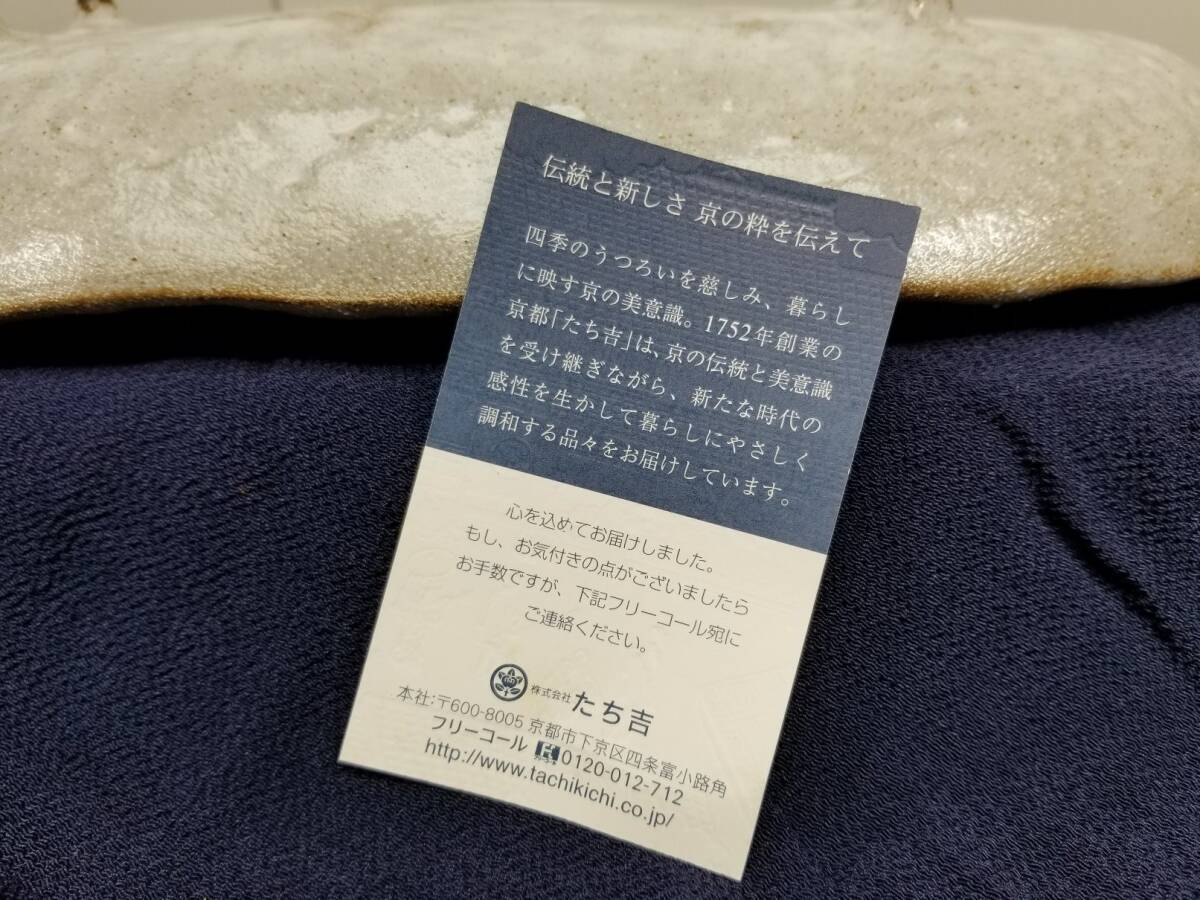 伝統と新しさ 京の粋を伝えて
四季のうつろいを慈しみ、暮らし
に映す京の美意識。1752年創業の
京都「たち吉」は、京の伝統と美意識
を受け継ぎながら、新たな時代の
感性を生かして暮らしにやさしく
調和する品々をお届けしています。
心を込めてお届けしました。
もし、お気付きの点がございましたら
お手数ですが、下記フリーコール宛に
ご連絡ください。
株式会社 たち吉
本社:〒600-8005 京都市下京区四条富小路角
フリーコール 0120-012-712
http://www.tachikichi.co.jp/